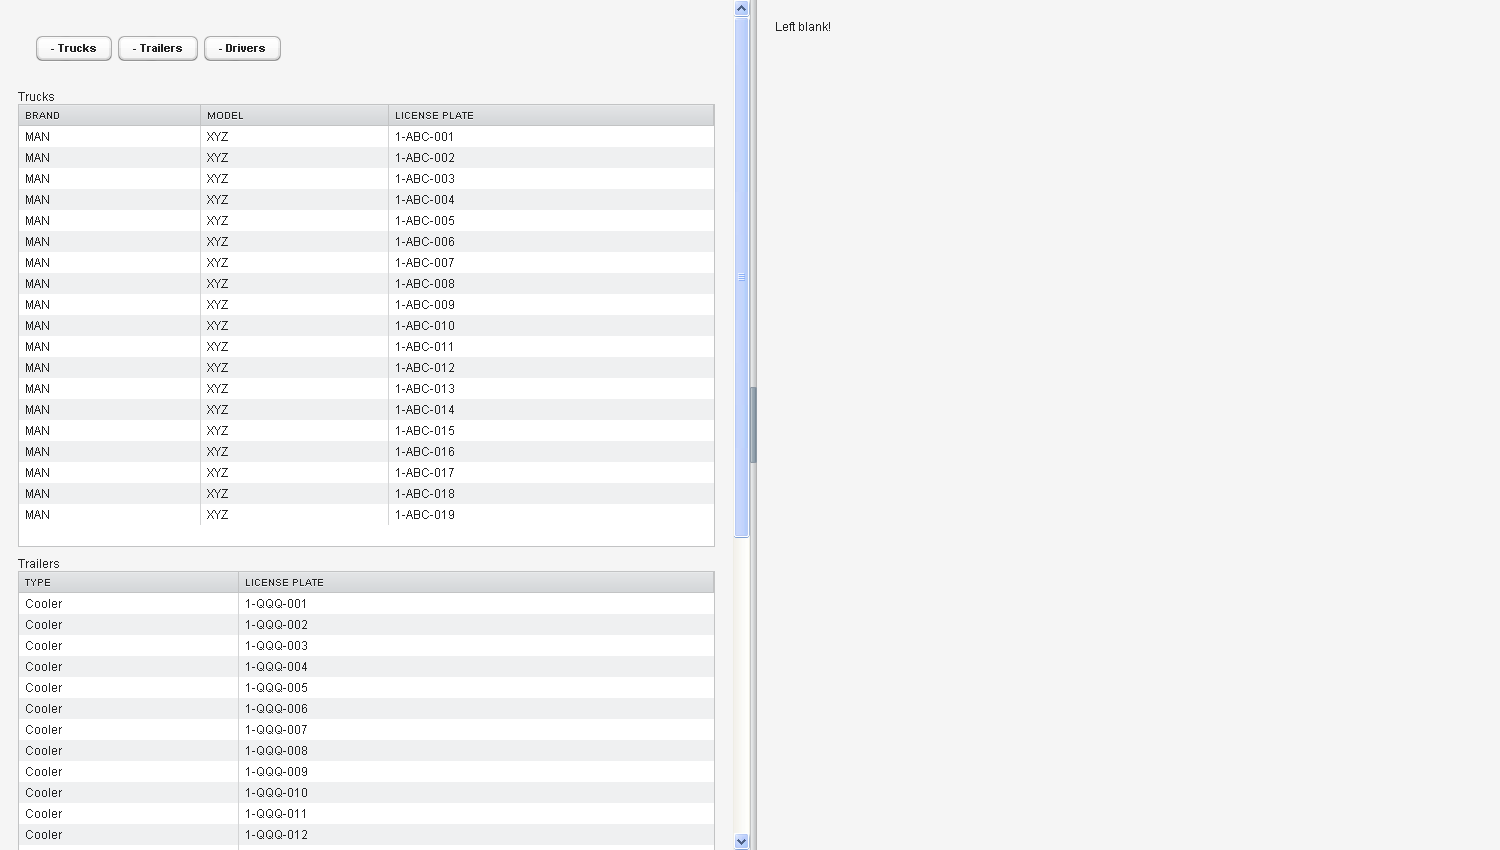 - Trucks - Trailers - Drivers
Left blank!
Trucks
BRAND MODEL LICENSE PLATE
MAN XYZ 1-ABC-001
MAN XYZ 1-ABC-002
MAN XYZ 1-ABC-003
MAN XYZ 1-ABC-004
MAN XYZ 1-ABC-005
MAN XYZ 1-ABC-006
MAN XYZ 1-ABC-007
MAN XYZ 1-ABC-008
MAN XYZ 1-ABC-009
MAN XYZ 1-ABC-010
MAN XYZ 1-ABC-011
MAN XYZ 1-ABC-012
MAN XYZ 1-ABC-013
MAN XYZ 1-ABC-014
MAN XYZ 1-ABC-015
MAN XYZ 1-ABC-016
MAN XYZ 1-ABC-017
MAN XYZ 1-ABC-018
MAN XYZ 1-ABC-019
Trailers
TYPE LICENSE PLATE
Cooler 1-QQQ-001
Cooler 1-QQQ-002
Cooler 1-QQQ-003
Cooler 1-QQQ-004
Cooler 1-QQQ-005
Cooler 1-QQQ-006
Cooler 1-QQQ-007
Cooler 1-QQQ-008
Cooler 1-QQQ-009
Cooler 1-QQQ-010
Cooler 1-QQQ-011
Cooler 1-QQQ-012